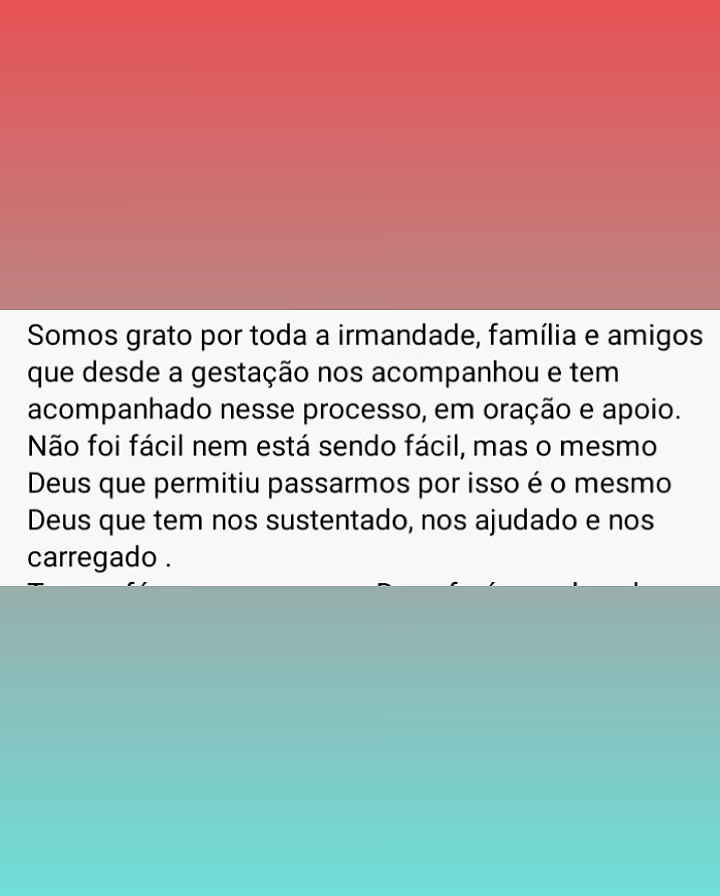 Somos grato por toda a irmandade, família e amigos
que desde a gestação nos acompanhou e tem
acompanhado nesse processo, em oração e apoio.
Não foi fácil nem está sendo fácil, mas o mesmo
Deus que permitiu passarmos por isso é o mesmo
Deus que tem nos sustentado, nos ajudado e nos
carregado .